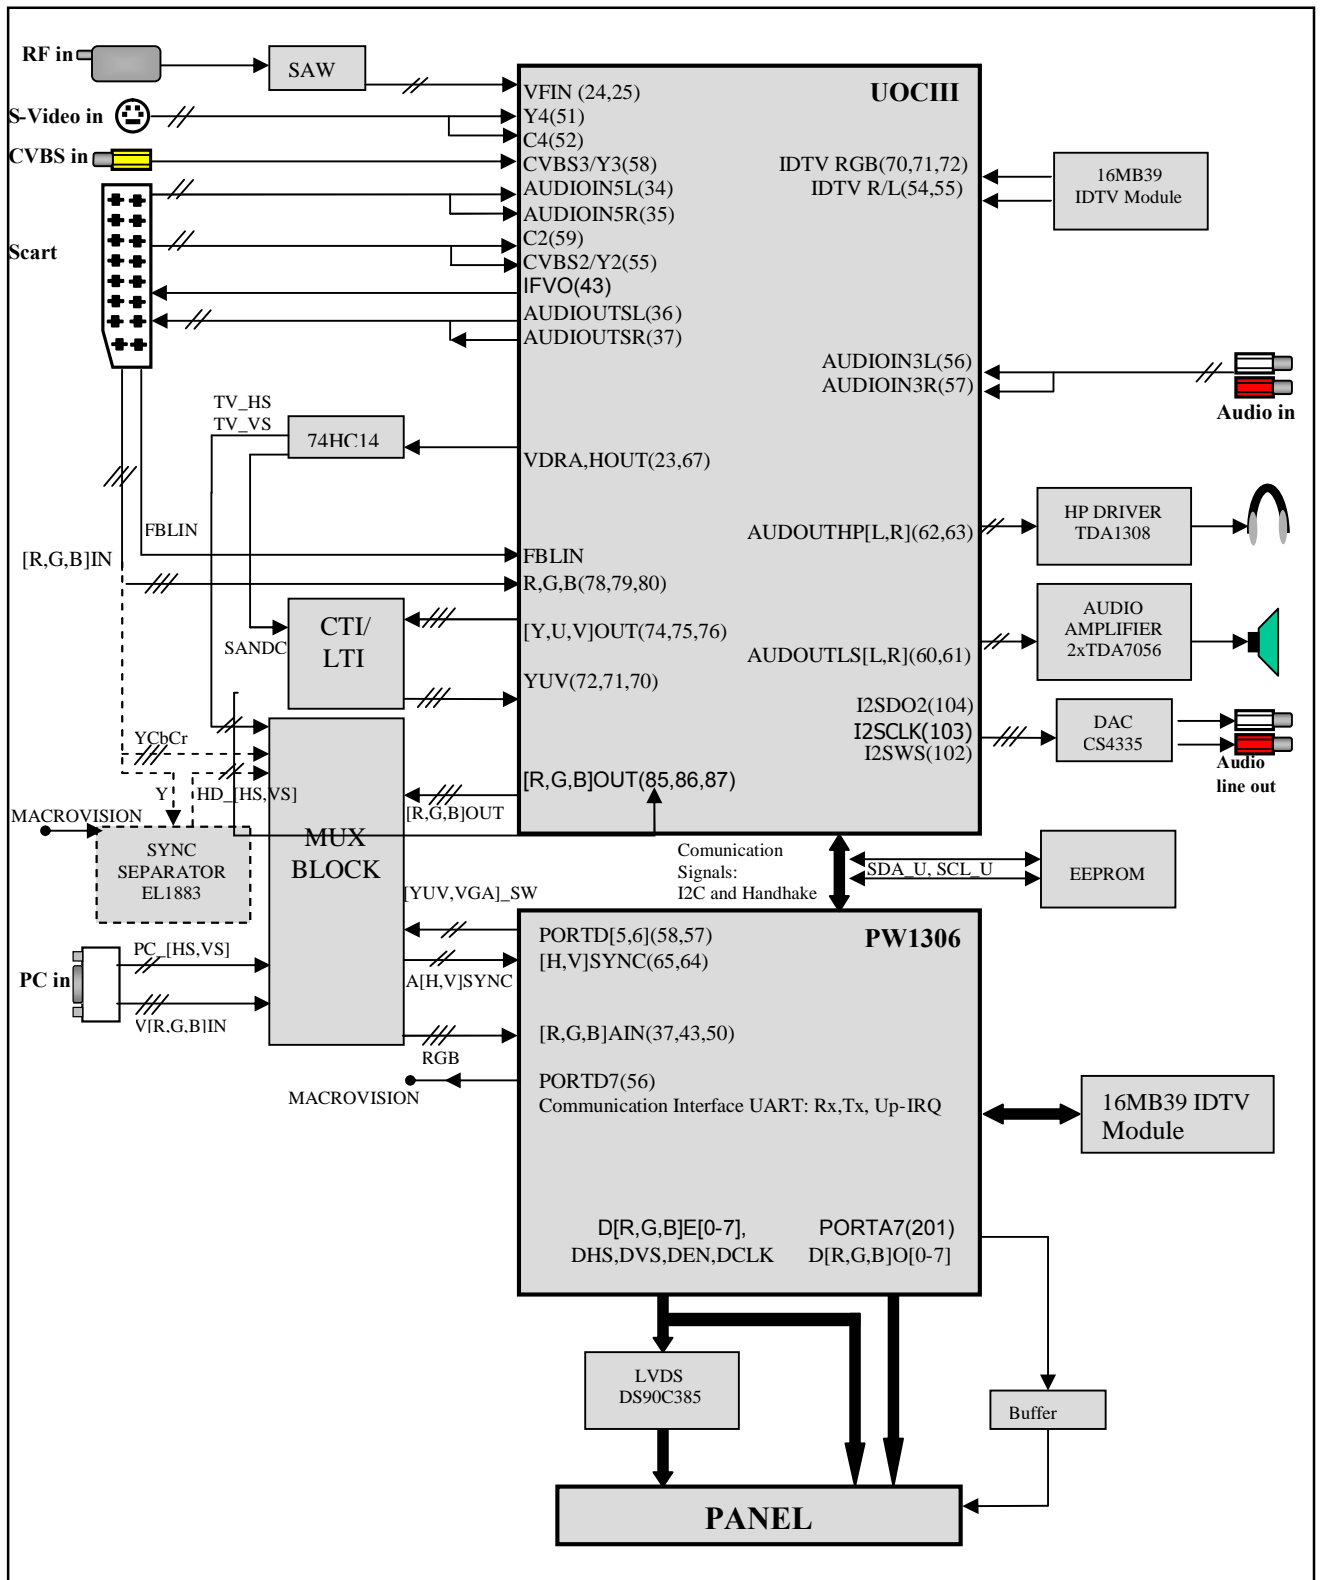 RF in
SAW
UOCIII
VFIN (24,25)
S-Video in
Y4(51)
C4(52)
CVBS in
CVBS3/Y3(58)
IDTV RGB(70,71,72)
IDTV R/L(54,55)
16MB39
IDTV Module
AUDIOIN5L(34)
AUDIOIN5R(35)
Scart
C2(59)
CVBS2/Y2(55)
IFVO(43)
AUDIOUTSL(36)
AUDIOUTSR(37)
AUDIOIN3L(56)
AUDIOIN3R(57)
Audio in
TV_HS
TV_VS
74HC14
VDRA,HOUT(23,67)
FBLIN
[R,G,B]IN
FBLIN
R,G,B(78,79,80)
AUDOUTHP[L,R](62,63)
HP DRIVER
TDA1308
CTI/
LTI
SANDC
[Y,U,V]OUT(74,75,76)
YUV(72,71,70)
AUDOUTLS[L,R](60,61)
AUDIO
AMPLIFIER
2xTDA7056
I2SDO2(104)
I2SCLK(103)
I2SWS(102)
DAC
CS4335
Audio
line out
YCbCr
Y
HD_[HS,VS]
[R,G,B]OUT(85,86,87)
[R,G,B]OUT
MACROVISION
SYNC
SEPARATOR
EL1883
MUX
BLOCK
Comunication
Signals:
I2C and Handhake
SDA_U, SCL_U
EEPROM
[YUV,VGA]_SW
PORTD[5,6](58,57)
PW1306
PC_[HS,VS]
[H,V]SYNC(65,64)
A[H,V]SYNC
PC in
V[R,G,B]IN
[R,G,B]AIN(37,43,50)
RGB
PORTD7(56)
MACROVISION
Communication Interface UART: Rx,Tx, Up-IRQ
16MB39 IDTV
Module
D[R,G,B]E[0-7],
DHS,DVS,DEN,DCLK
PORTA7(201)
D[R,G,B]O[0-7]
LVDS
DS90C385
Buffer
PANEL